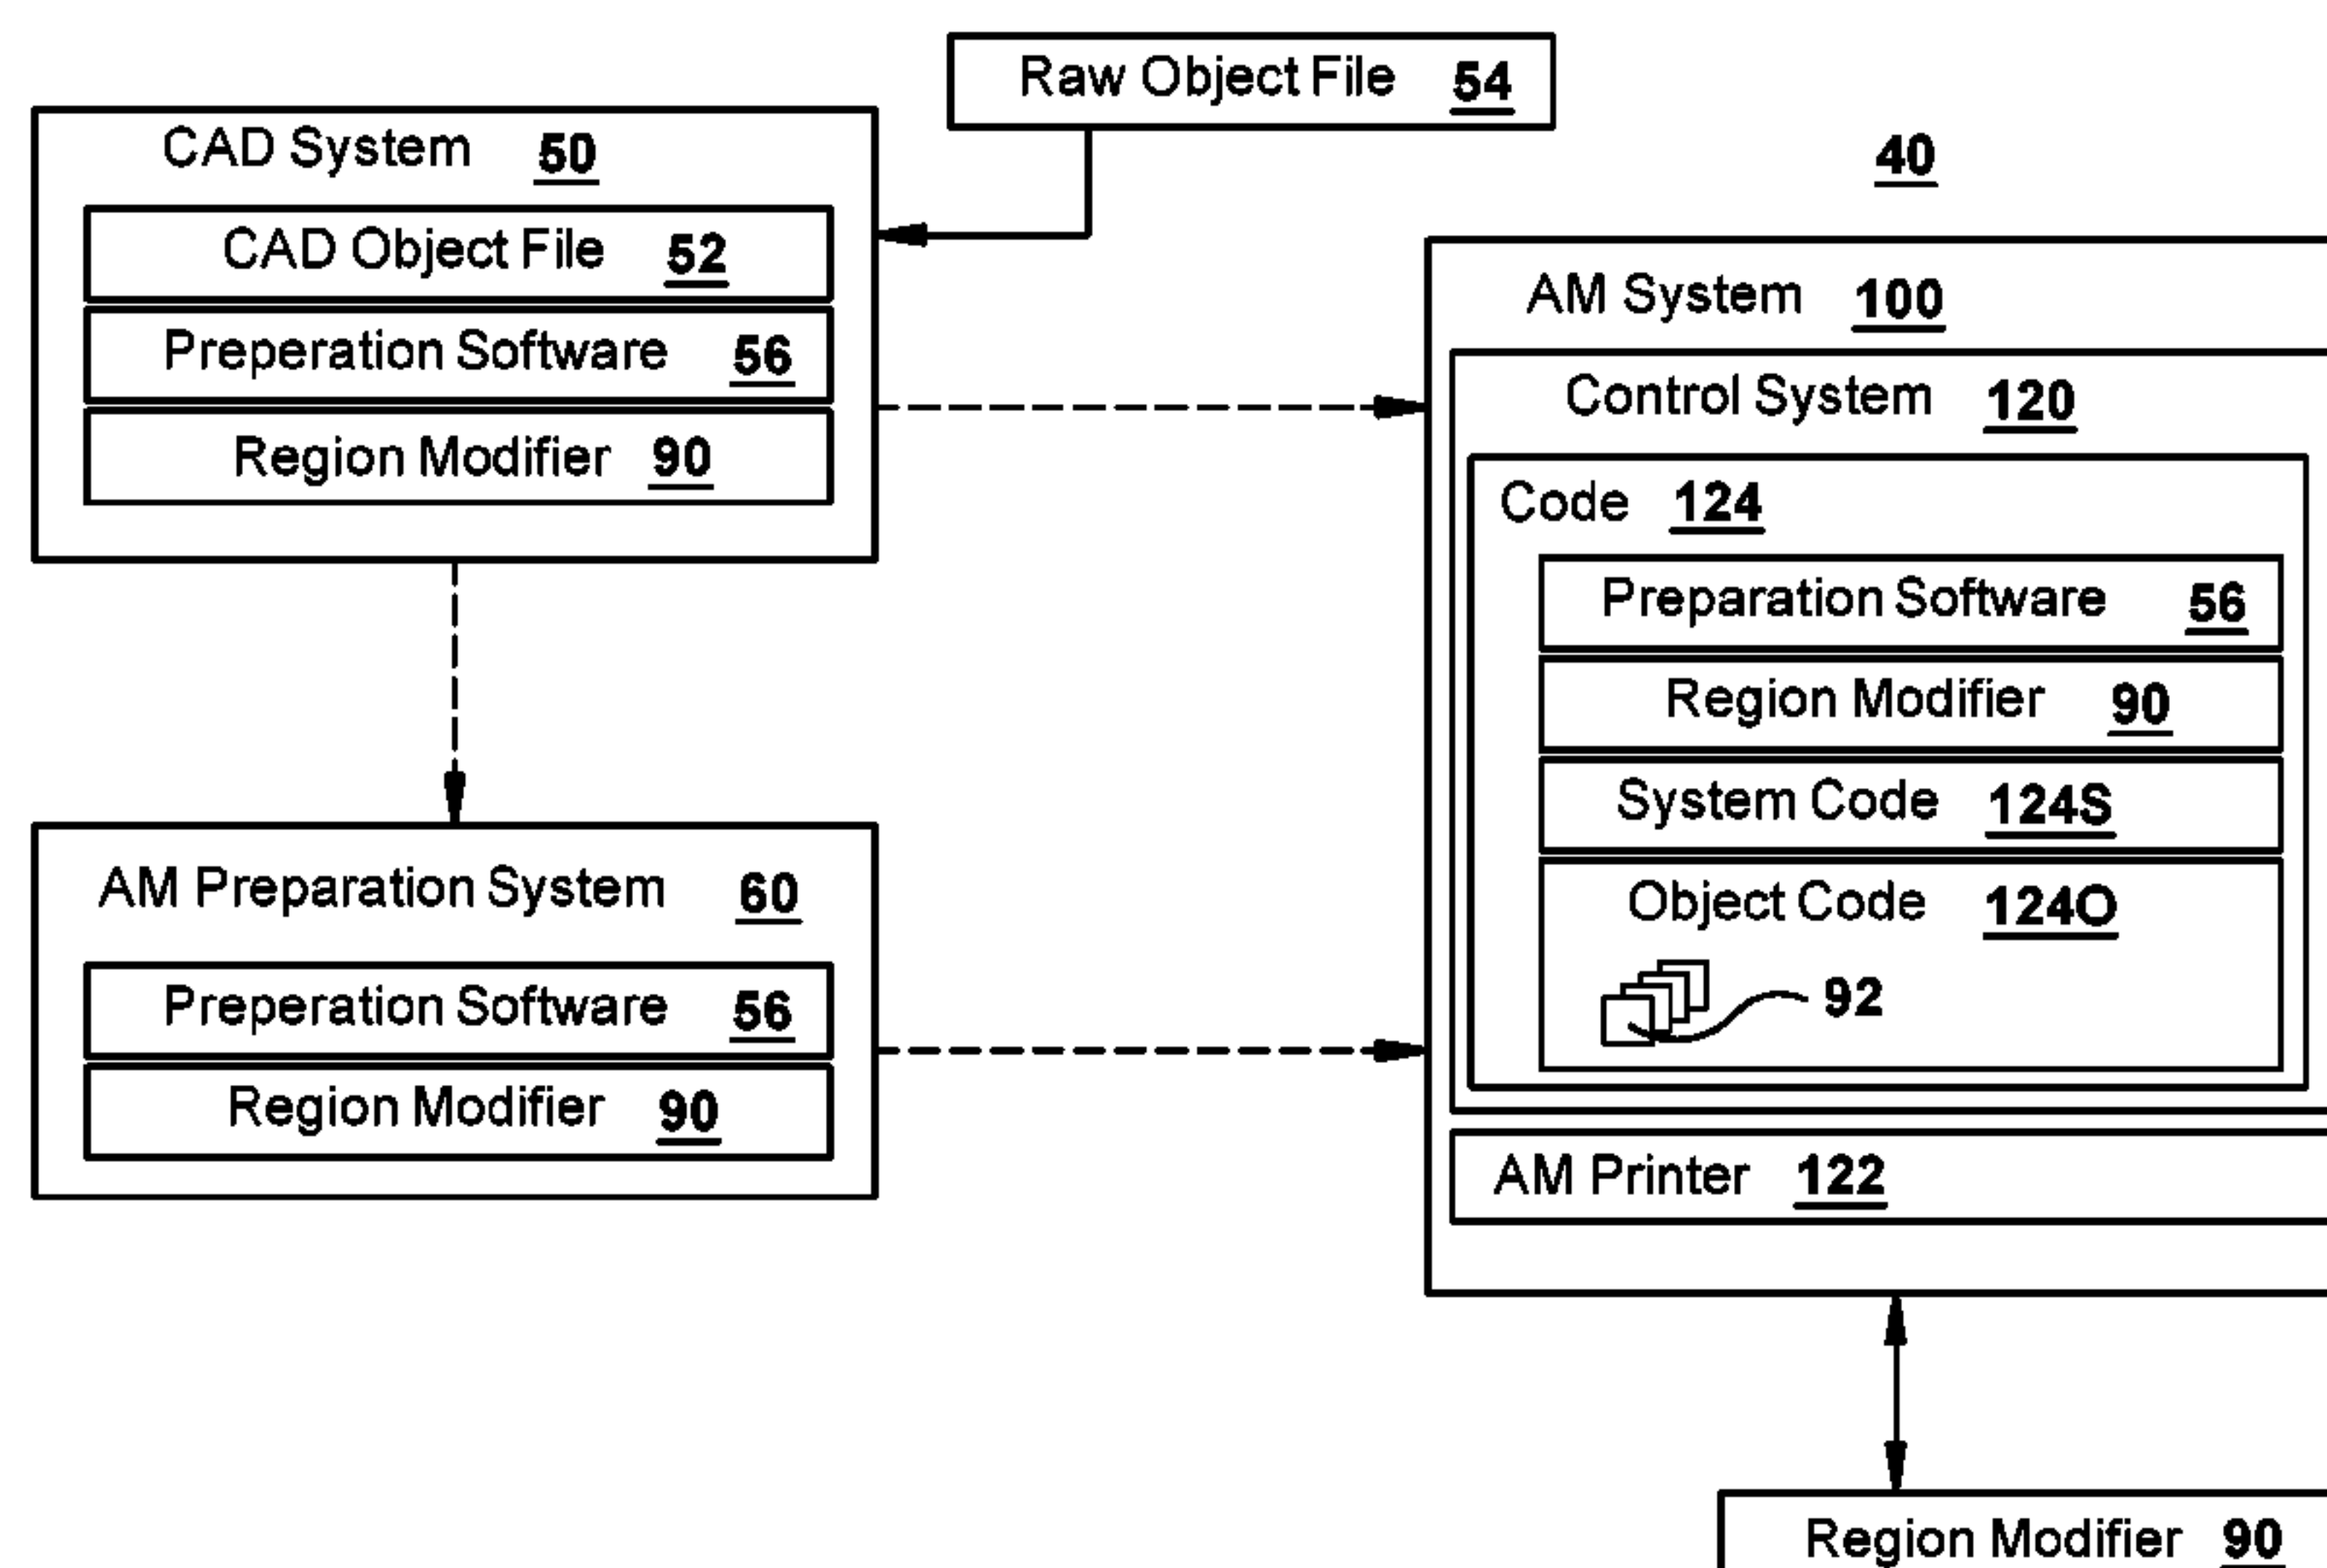 Raw Object File 54
CAD System 50
CAD Object File 52
Preperation Software 56
Region Modifier 90
40
AM System 100
Control System 120
Code 124
Preparation Software 56
Region Modifier 90
System Code 124S
Object Code 124O
92
AM Printer 122
AM Preparation System 60
Preperation Software 56
Region Modifier 90
Region Modifier 90